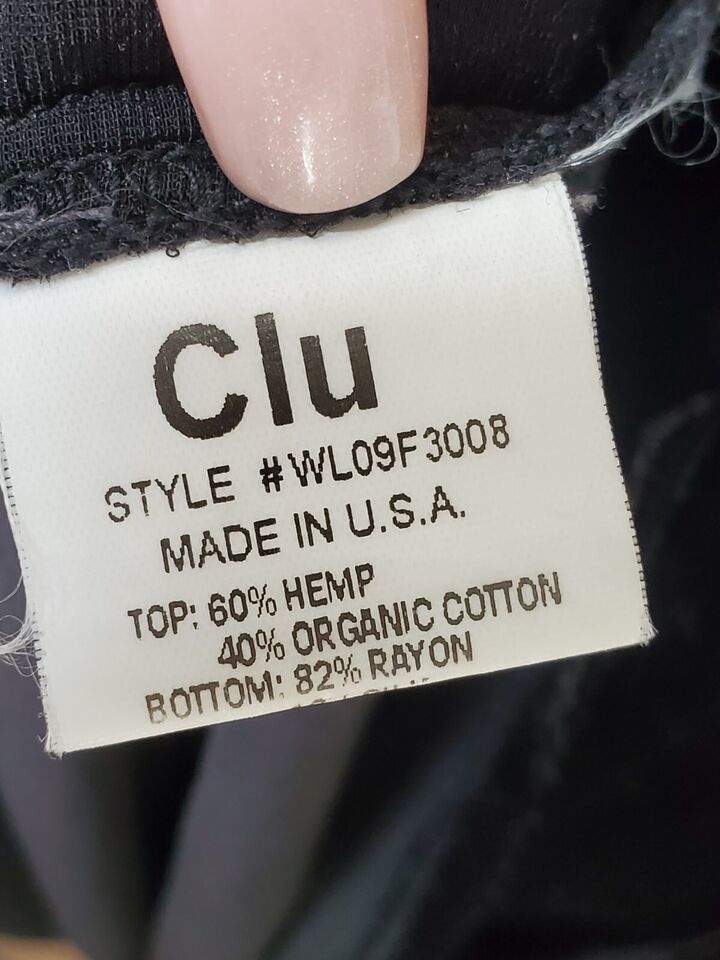 Clu
STYLE #WL09F3008
MADE IN U.S.A.
TOP: 60% HEMP
40% ORGANIC COTTON
BOTTOM: 82% RAYON